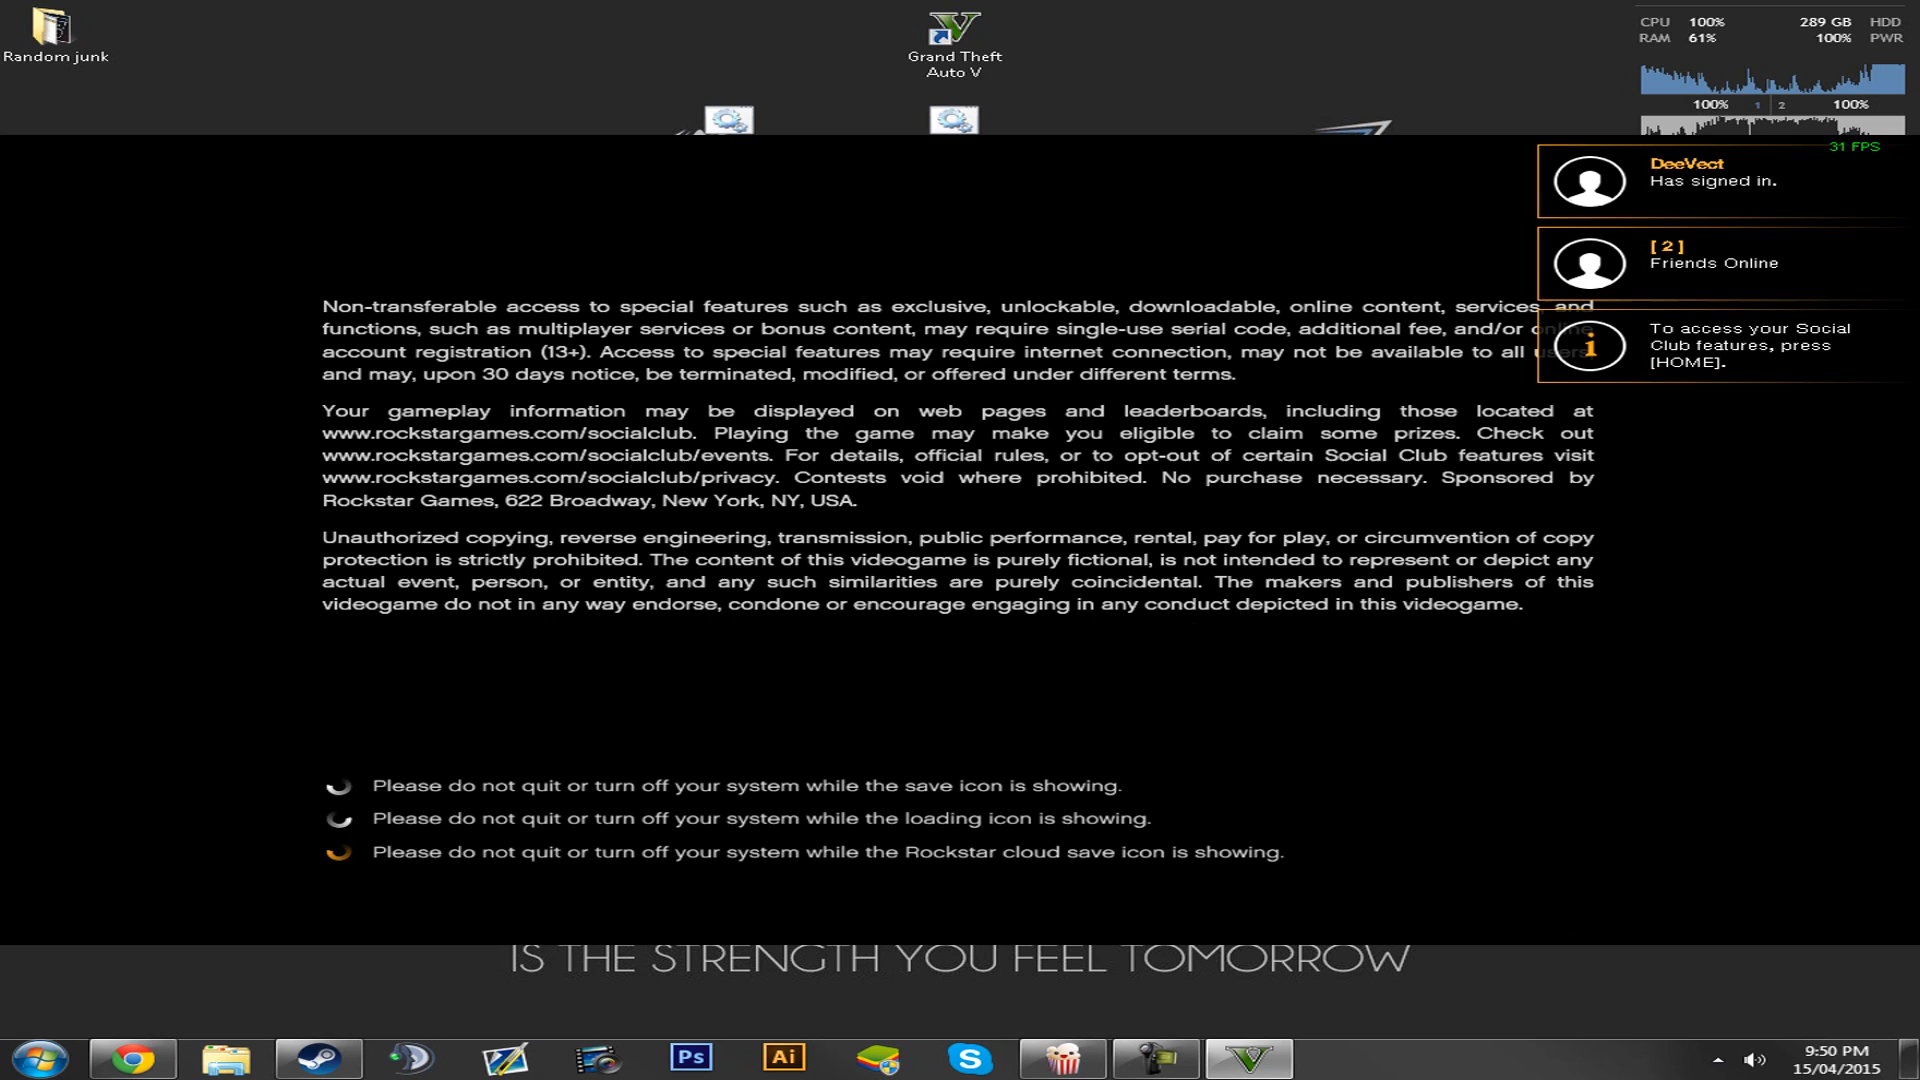 Random junk
Grand Theft
Auto V
CPU 100% 289 GB HDD
RAM 61% 100% PWR
100% 1 2 100%
31 FPS
DeeVect
Has signed in.
[2]
Friends Online
To access your Social
Club features, press
[HOME].
Non-transferable access to special features such as exclusive, unlockable, downloadable, online content, services, and
functions, such as multiplayer services or bonus content, may require single-use serial code, additional fee, and/or online
account registration (13+). Access to special features may require internet connection, may not be available to all users,
and may, upon 30 days notice, be terminated, modified, or offered under different terms.
Your gameplay information may be displayed on web pages and leaderboards, including those located at
www.rockstargames.com/socialclub. Playing the game may make you eligible to claim some prizes. Check out
www.rockstargames.com/socialclub/events. For details, official rules, or to opt-out of certain Social Club features visit
www.rockstargames.com/socialclub/privacy. Contests void where prohibited. No purchase necessary. Sponsored by
Rockstar Games, 622 Broadway, New York, NY, USA.
Unauthorized copying, reverse engineering, transmission, public performance, rental, pay for play, or circumvention of copy
protection is strictly prohibited. The content of this videogame is purely fictional, is not intended to represent or depict any
actual event, person, or entity, and any such similarities are purely coincidental. The makers and publishers of this
videogame do not in any way endorse, condone or encourage engaging in any conduct depicted in this videogame.
Please do not quit or turn off your system while the save icon is showing.
Please do not quit or turn off your system while the loading icon is showing.
Please do not quit or turn off your system while the Rockstar cloud save icon is showing.
IS THE STRENGTH YOU FEEL TOMORROW
Ps
Ai
9:50 PM
15/04/2015